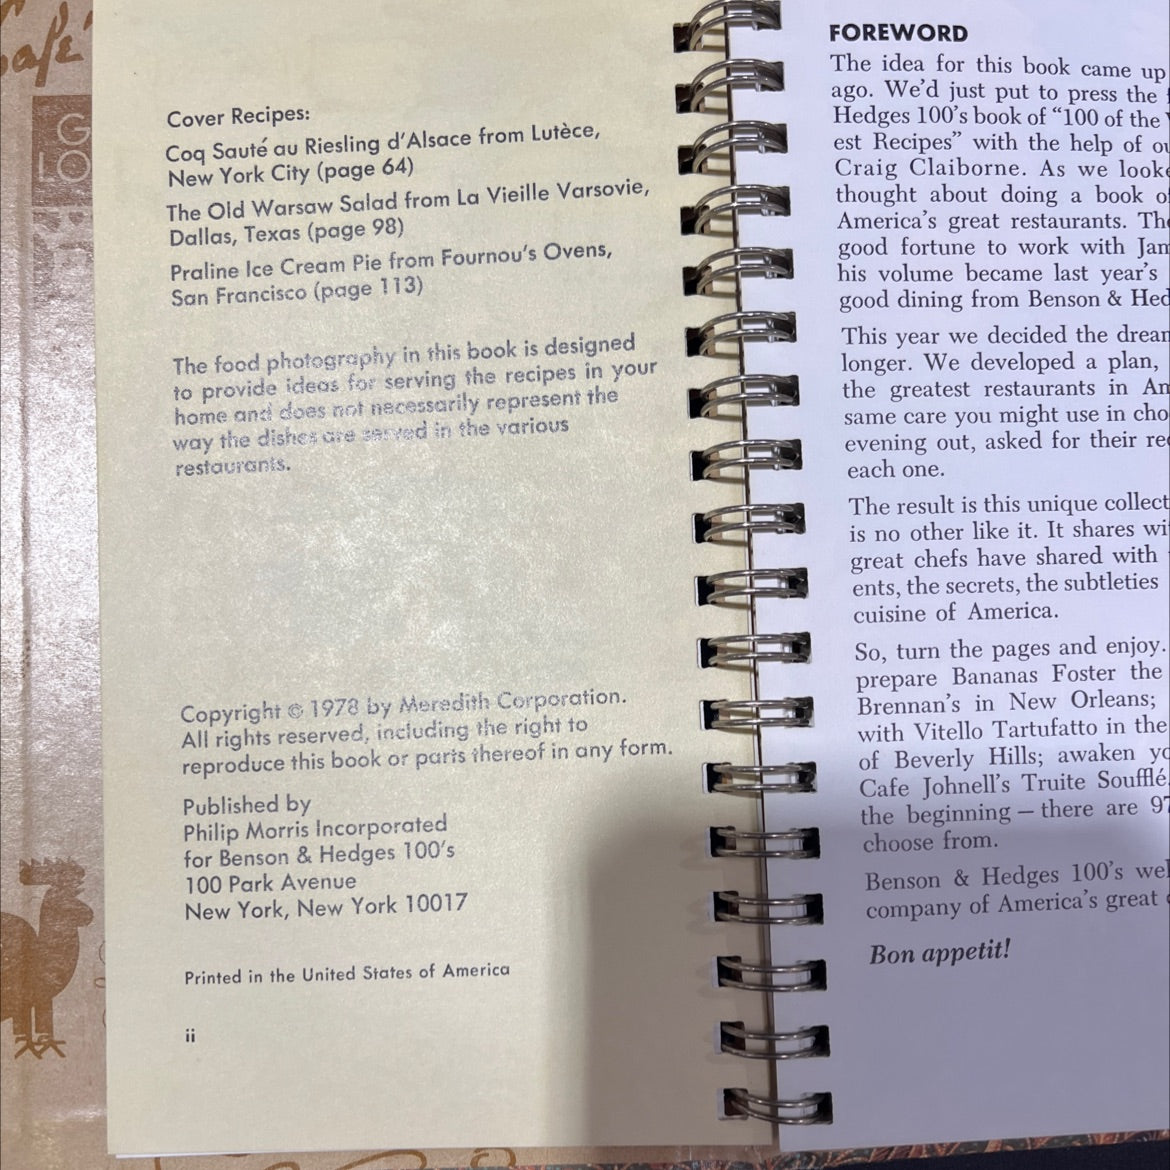 Café
G
LO
Cover Recipes:
Coq Sauté au Riesling d'Alsace from Lutèce,
New York City (page 64)
The Old Warsaw Salad from La Vieille Varsovie,
Dallas, Texas (page 98)
Praline Ice Cream Pie from Fournou's Ovens,
San Francisco (page 113)
The food photography in this book is designed
to provide ideas for serving the recipes in your
home and does not necessarily represent the
way the dishes are served in the various
restaurants.
Copyright © 1978 by Meredith Corporation.
All rights reserved, including the right to
reproduce this book or parts thereof in any form.
Published by
Philip Morris Incorporated
for Benson & Hedges 100's
100 Park Avenue
New York, New York 10017
Printed in the United States of America
ii
FOREWORD
The idea for this book came up
ago. We'd just put to press the
Hedges 100's book of "100 of the
est Recipes" with the help of
Craig Claiborne. As we
thought about doing a book
America's great restaurants.
good fortune to work with
his volume became last year's
good dining from Benson &
This year we decided the
longer. We developed a plan,
the greatest restaurants in
same care you might use in
evening out, asked for their
each one.
The result is this unique
is no other like it. It shares
great chefs have shared with
ents, the secrets, the subtleties
cuisine of America.
So, turn the pages and enjoy.
prepare Bananas Foster the
Brennan's in New Orleans;
with Vitello Tartufatto in the
of Beverly Hills; awaken
Cafe Johnell's Truite Soufflé
the beginning – there are 97
choose from.
Benson & Hedges 100's
company of America's great
Bon appetit!